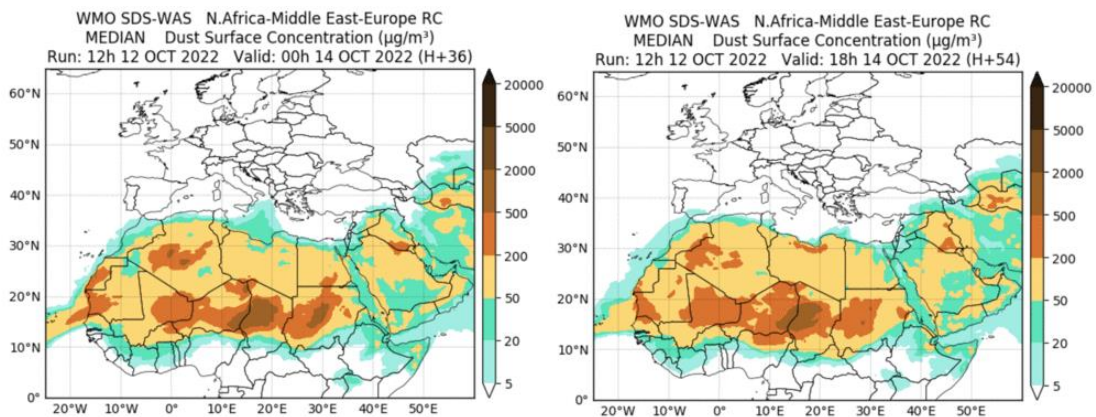 WMO SDS-WAS N.Africa-Middle East-Europe RC
MEDIAN Dust Surface Concentration (µg/m³)
Run: 12h 12 OCT 2022 Valid: 00h 14 OCT 2022 (H+36)
60°N
50°N
40°N
30°N
20°N
10°N
0°
20°W
10°W
0°
10°E
20°E
30°E
40°E
50°E
20000
5000
2000
500
200
50
20
5
WMO SDS-WAS N.Africa-Middle East-Europe RC
MEDIAN Dust Surface Concentration (µg/m³)
Run: 12h 12 OCT 2022 Valid: 18h 14 OCT 2022 (H+54)
60°N
50°N
40°N
30°N
20°N
10°N
0°
20°W
10°W
0°
10°E
20°E
30°E
40°E
50°E
20000
5000
2000
500
200
50
20
5